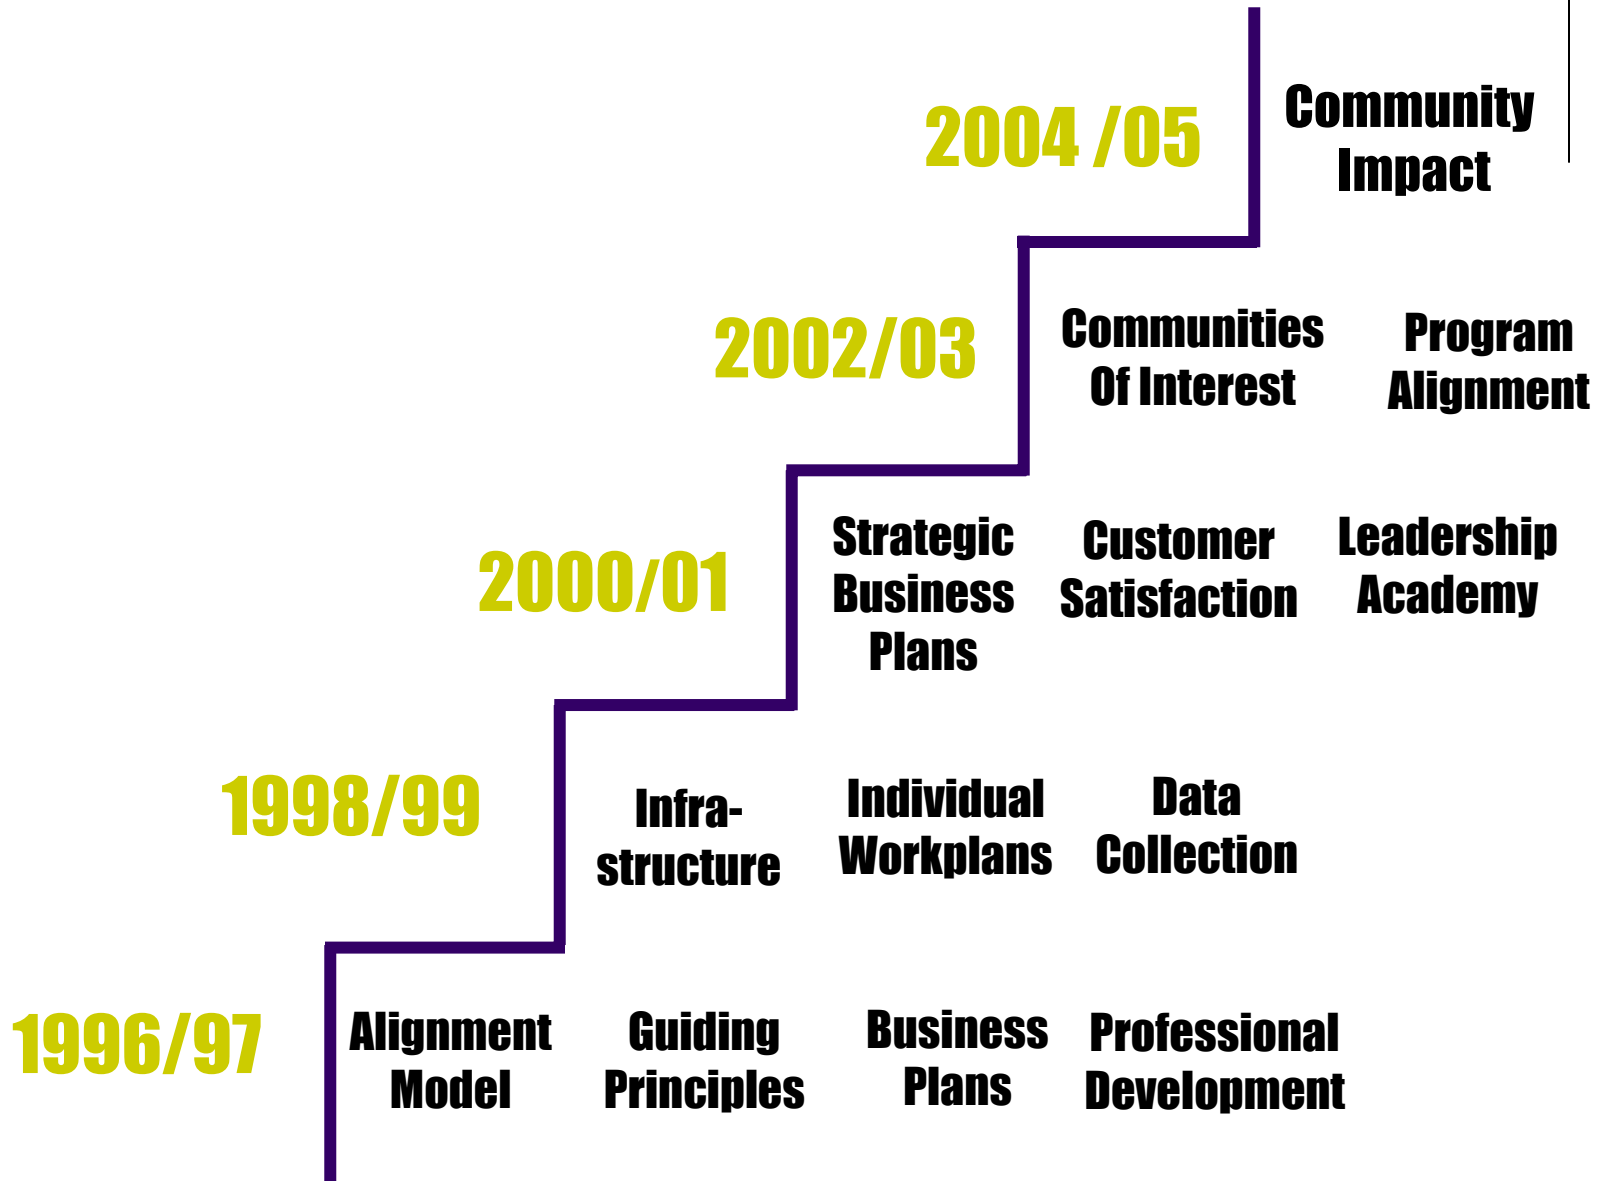 2004 /05
Community
Impact
2002/03
Communities
Of Interest
Program
Alignment
2000/01
Strategic
Business
Plans
Customer
Satisfaction
Leadership
Academy
1998/99
Infra-
structure
Individual
Workplans
Data
Collection
1996/97
Alignment
Model
Guiding
Principles
Business
Plans
Professional
Development